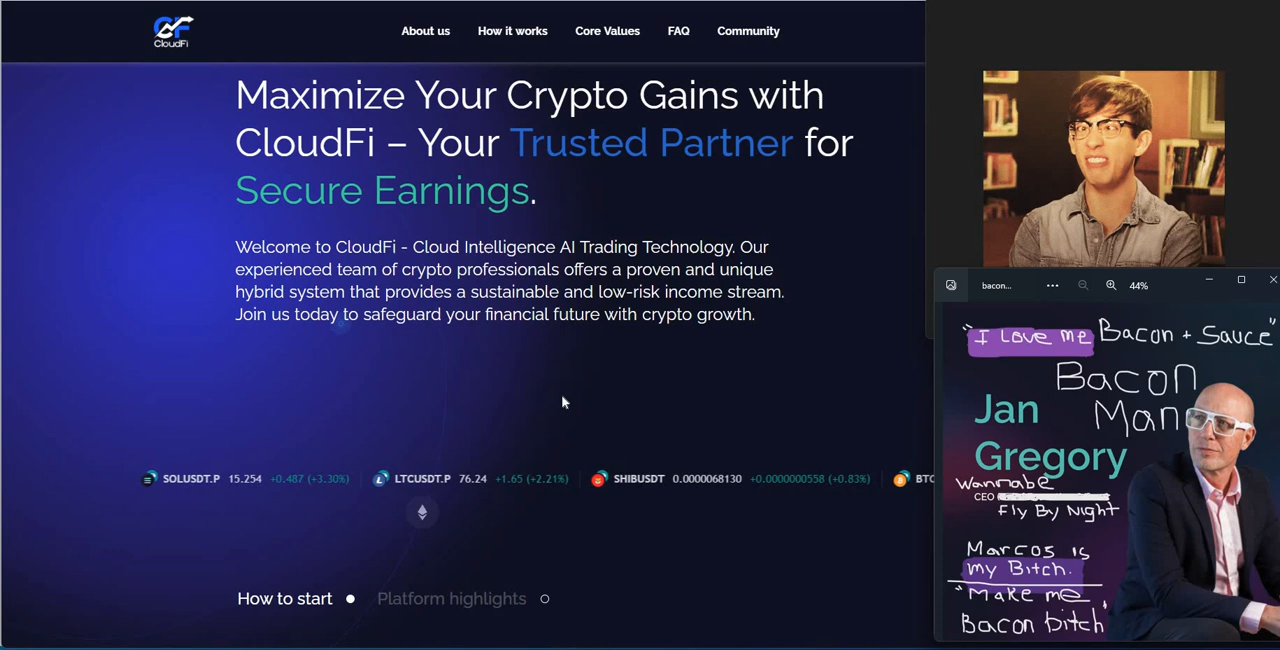 CF
CloudFi
About us
How it works
Core Values
FAQ
Community
Maximize Your Crypto Gains with
CloudFi – Your Trusted Partner for
Secure Earnings.
Welcome to CloudFi - Cloud Intelligence AI Trading Technology. Our
experienced team of crypto professionals offers a proven and unique
hybrid system that provides a sustainable and low-risk income stream.
Join us today to safeguard your financial future with crypto growth.
SOLUSDT.P 15.254 +0.487 (+3.30%)
LTCUSDT.P 76.24 +1.65 (+2.21%)
SHIBUSDT 0.0000068130 +0.0000000558 (+0.83%)
BTC
How to start
Platform highlights
bacon...
44%
"I Love me Bacon + Sauce"
Bacon
Man
Jan
Gregory
Wannabe
CEO
Fly By Night
Marcos is
my Bitch.
"Make me
Bacon bitch"